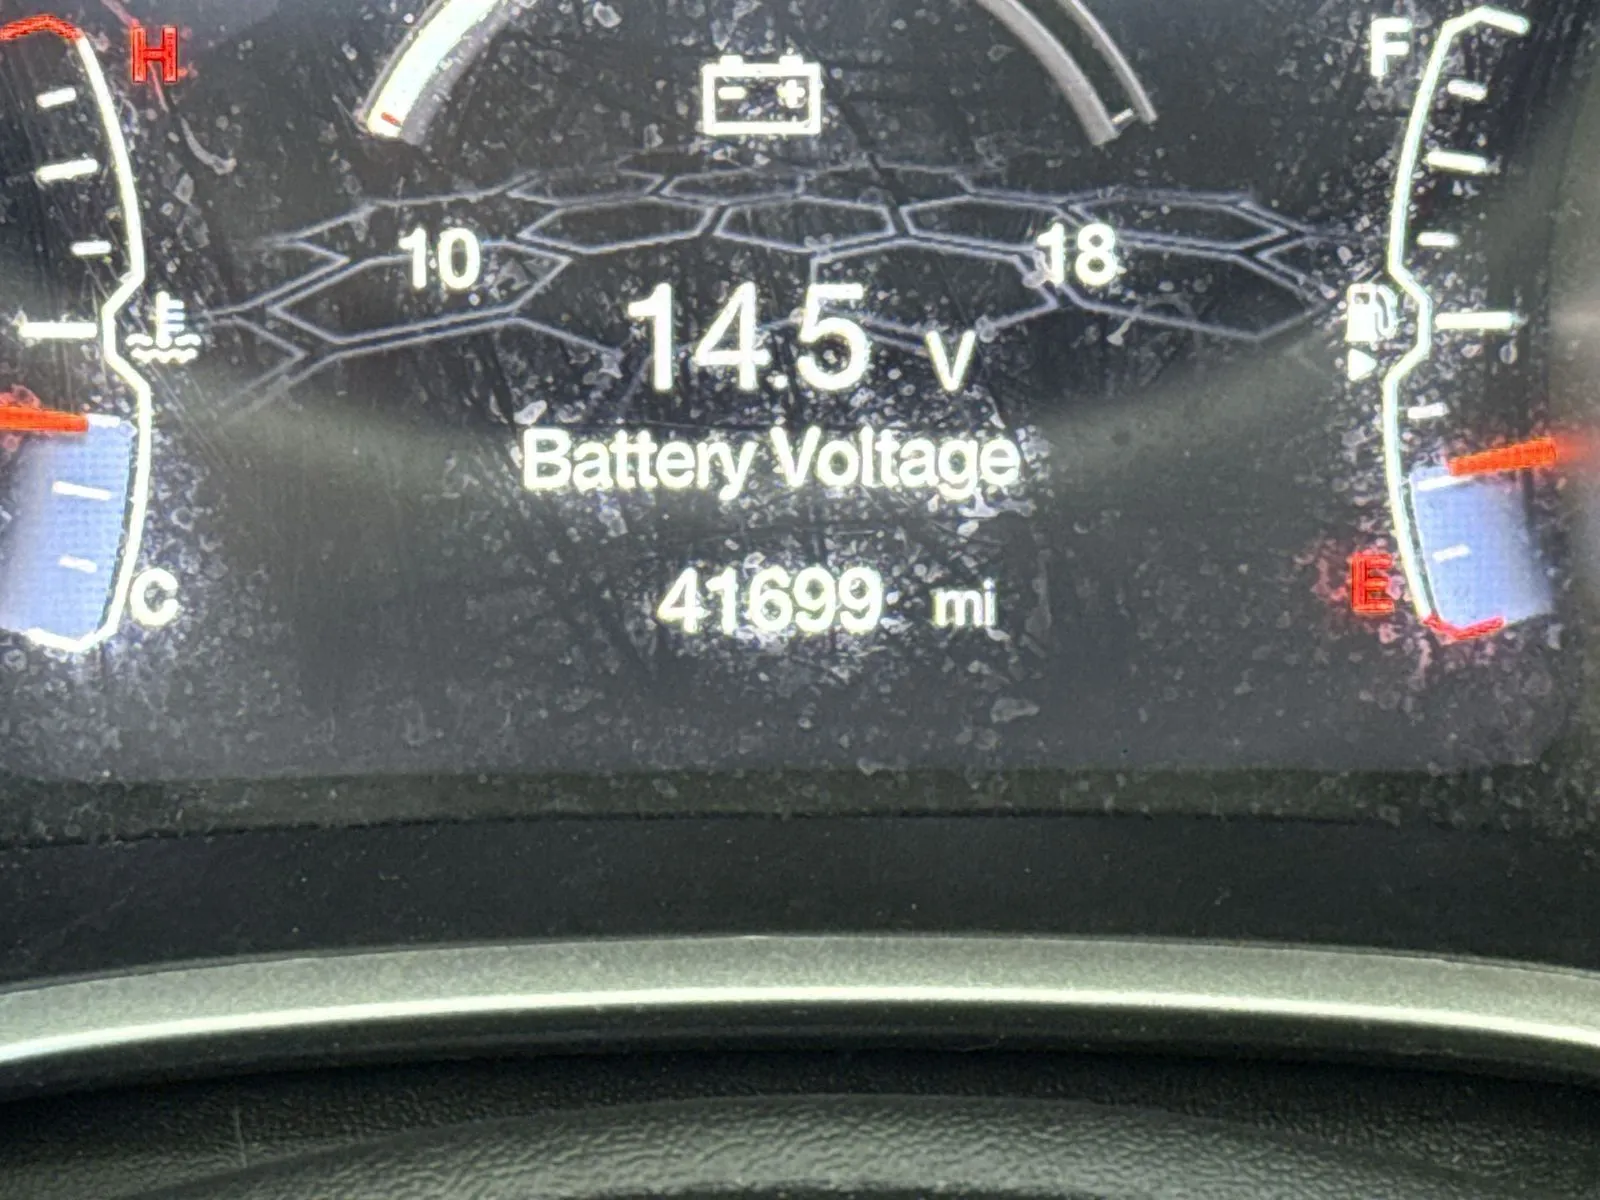 H
F
- +
10
18
14.5 V
Battery Voltage
C
E
41699 mi